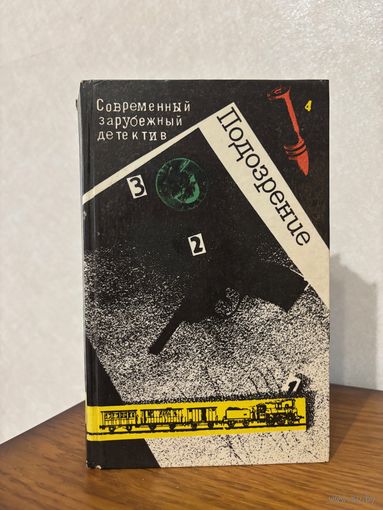 Современный
зарубежный
детектив
Подозрение
4
3
2
1